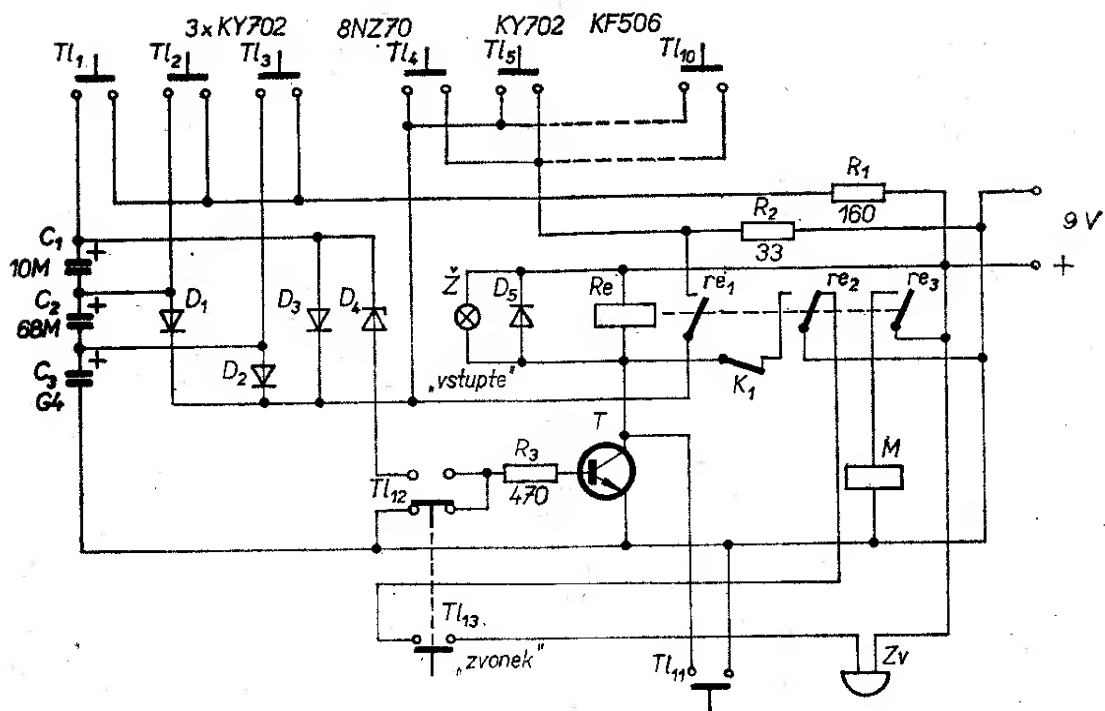 3xKY702 8NZ70 KY702 KF506
Tl1 Tl2 Tl3 Tl4 Tl5 Tl10
R1
160
R2
33
9 V
+
C1 +
10M
C2 +
68M
C3 +
G4
D1 D2 D3 D4
Ž D5 Re re1 re2 re3
„vstupte"
K1
T
R3
470
M
Tl12
Tl13
„zvonek"
Tl11
Zv